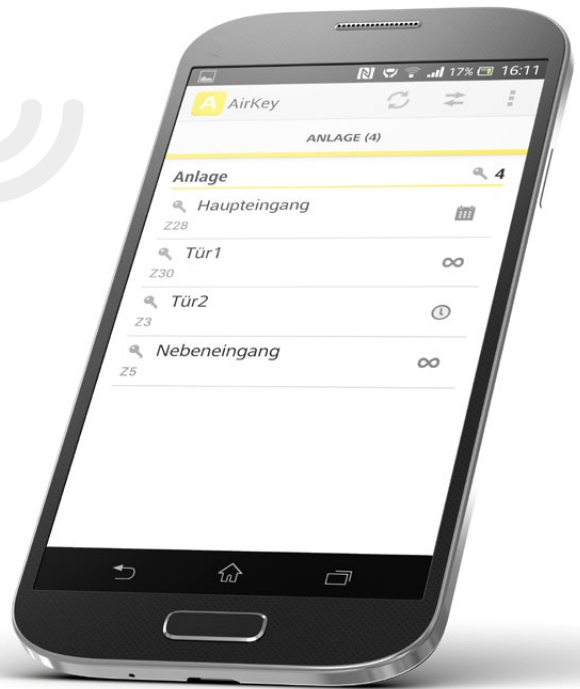 17% 16:11
A AirKey
ANLAGE (4)
Anlage 4
Haupteingang
Z28
Tür1
Z30
Tür2
Z3
Nebeneingang
Z5